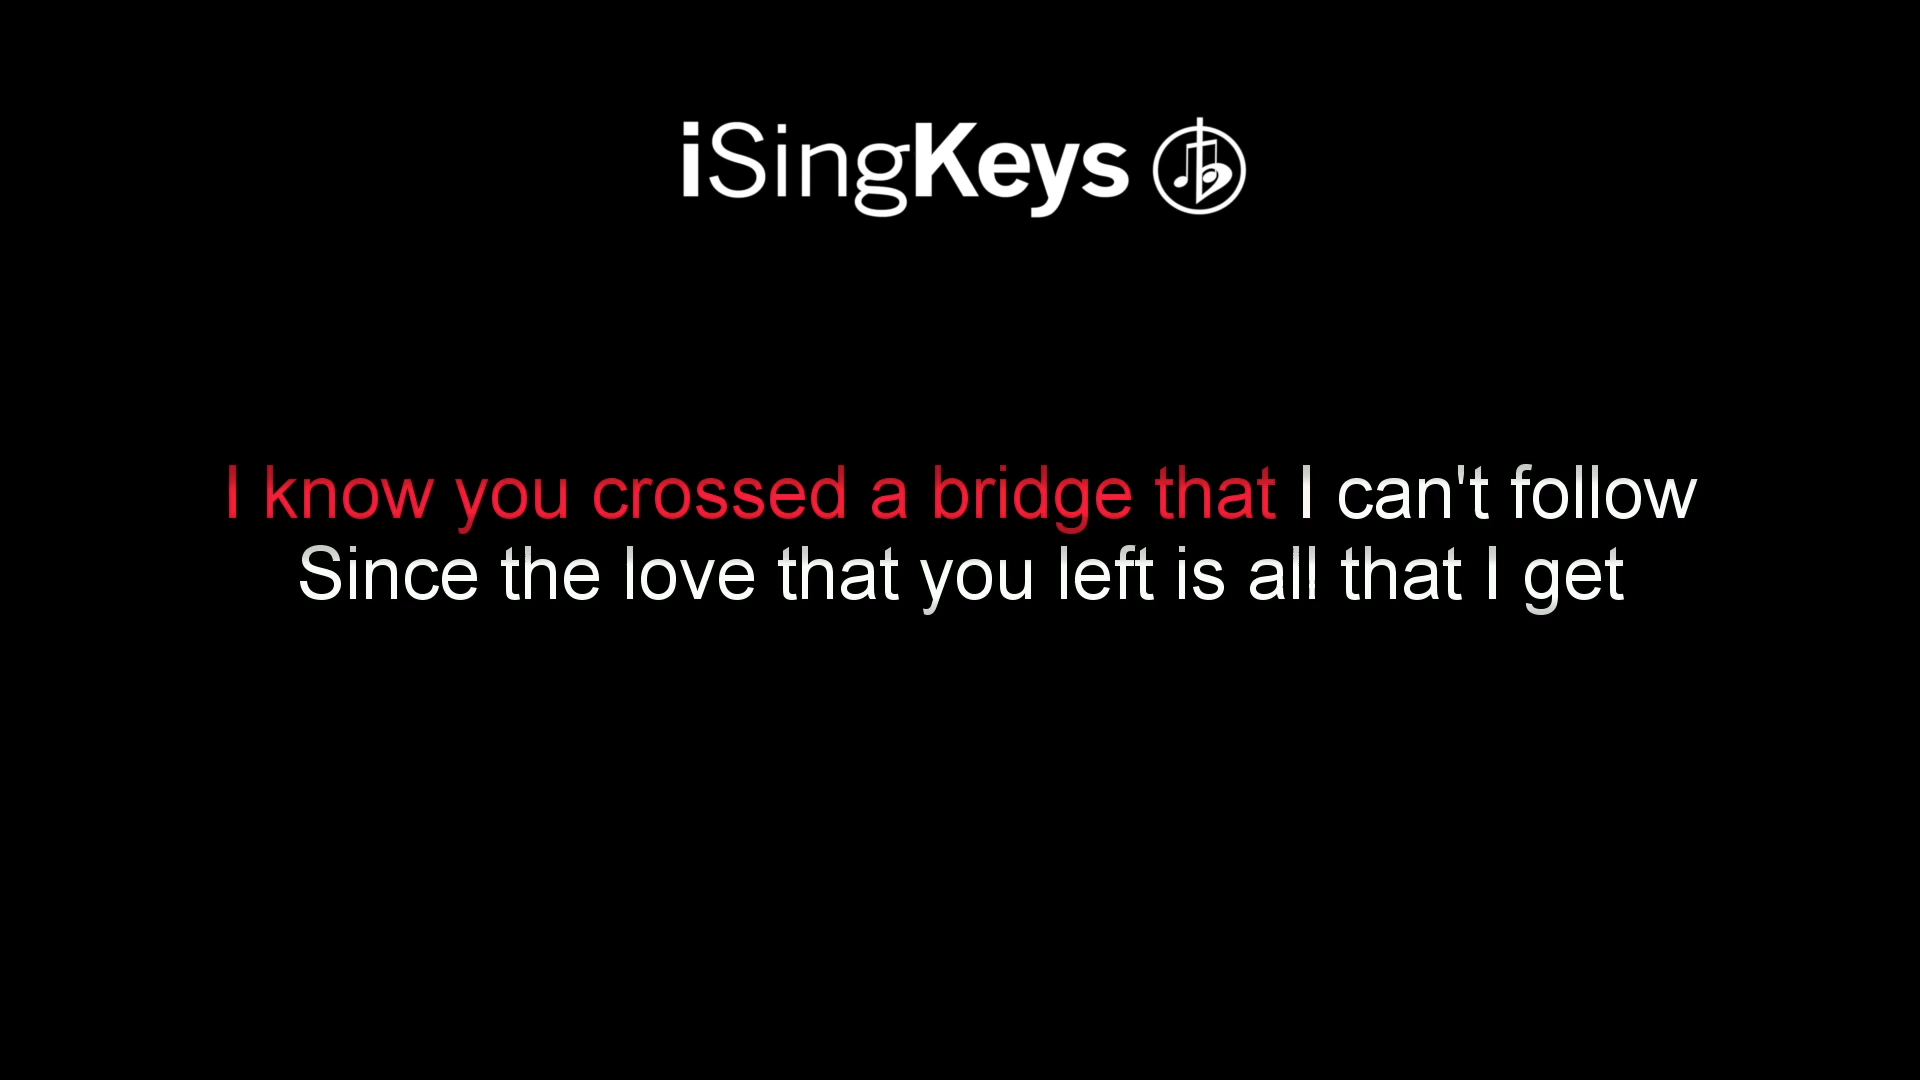 iSingKeys
I know you crossed a bridge that I can't follow
Since the love that you left is all that I get